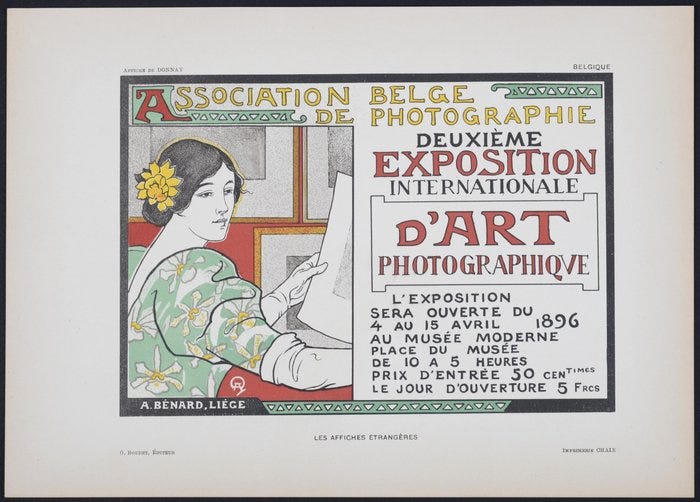 AFFICHE DE DONNAY
BELGIQUE
ASSOCIATION BELGE
DE PHOTOGRAPHIE
DEUXIÈME
EXPOSITION
INTERNATIONALE
D'ART
PHOTOGRAPHIQVE
L'EXPOSITION
SERA OUVERTE DU
4 AU 15 AVRIL 1896
AU MUSÉE MODERNE
PLACE DU MUSÉE
DE 10 A 5 HEURES
PRIX D'ENTRÉE 50 CENTIMES
LE JOUR D'OUVERTURE 5 FRCS
A. BÉNARD, LIÉGE
LES AFFICHES ÉTRANGÈRES
G. BOUDET, ÉDITEUR
IMPRIMERIE CHAIX